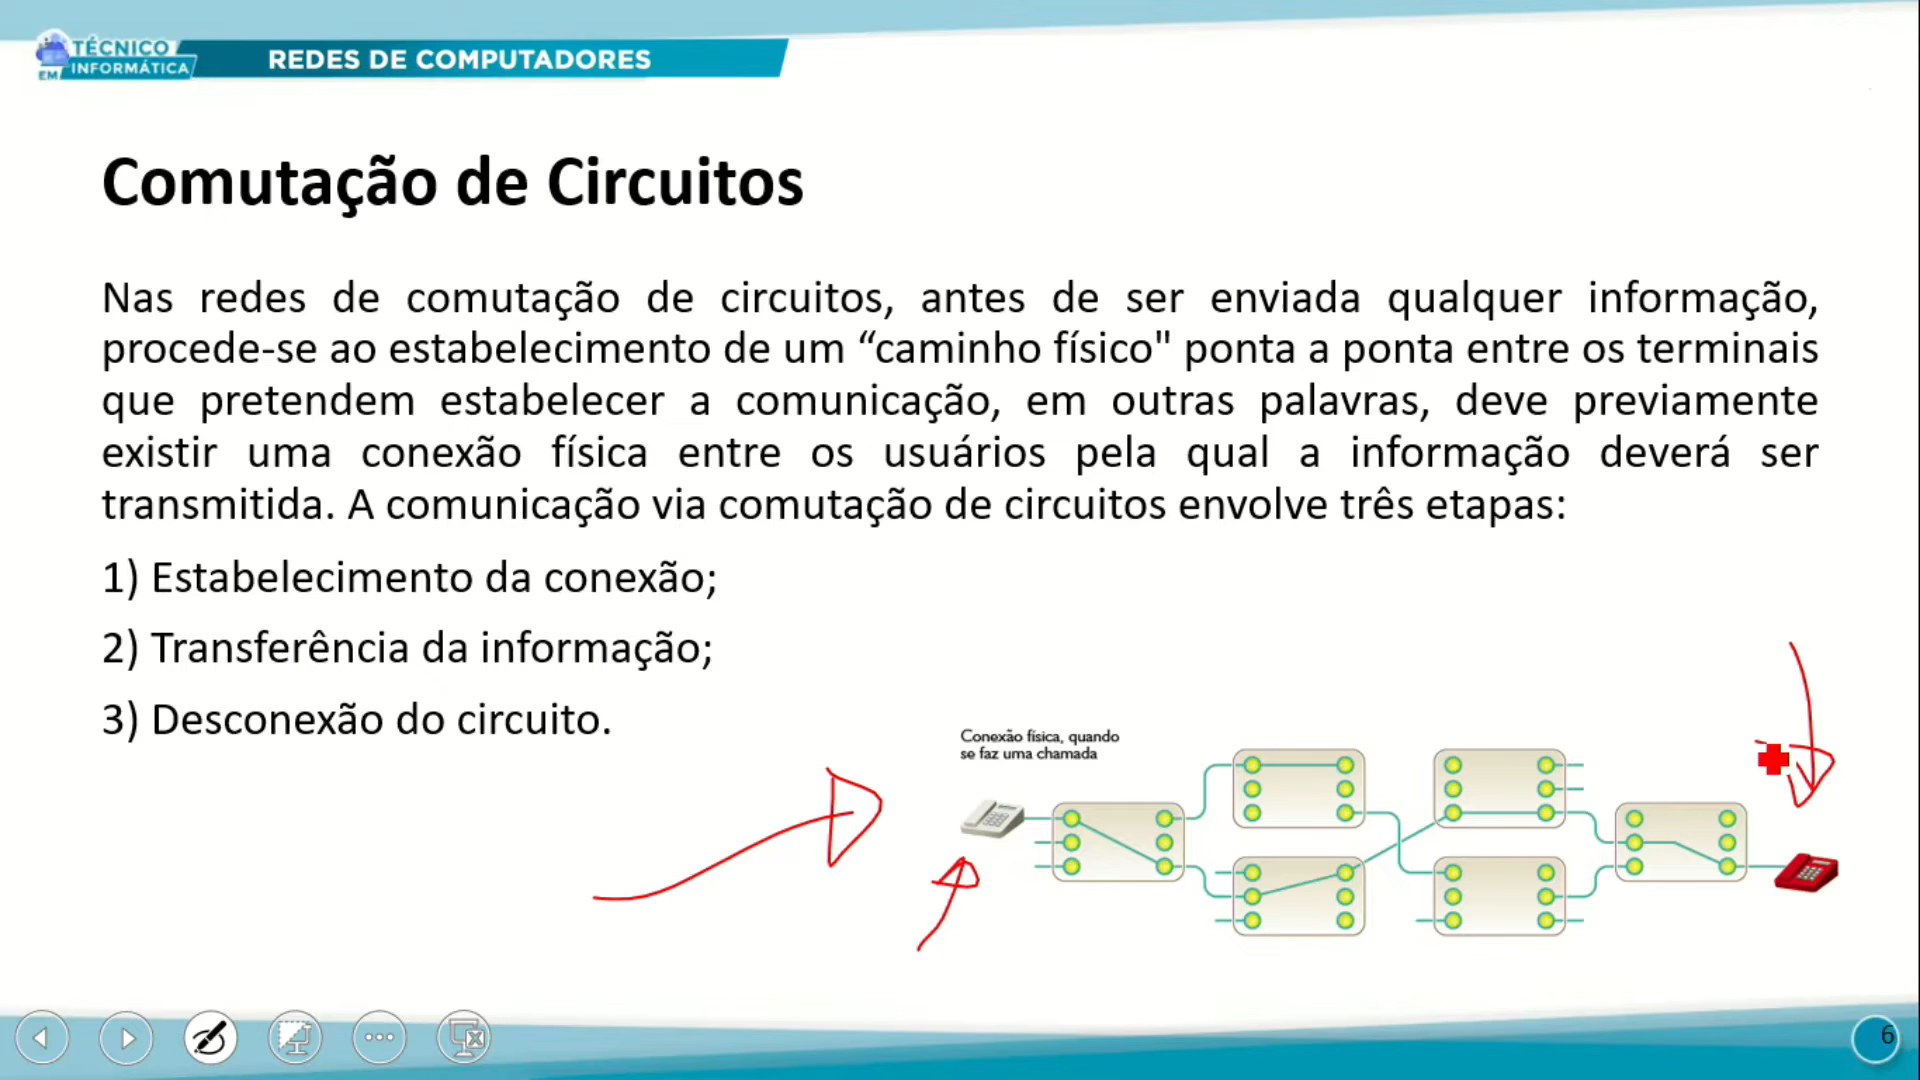 TÉCNICO
EM INFORMÁTICA
REDES DE COMPUTADORES
Comutação de Circuitos
Nas redes de comutação de circuitos, antes de ser enviada qualquer informação,
procede-se ao estabelecimento de um “caminho físico" ponta a ponta entre os terminais
que pretendem estabelecer a comunicação, em outras palavras, deve previamente
existir uma conexão física entre os usuários pela qual a informação deverá ser
transmitida. A comunicação via comutação de circuitos envolve três etapas:
1) Estabelecimento da conexão;
2) Transferência da informação;
3) Desconexão do circuito.
Conexão física, quando
se faz uma chamada
6